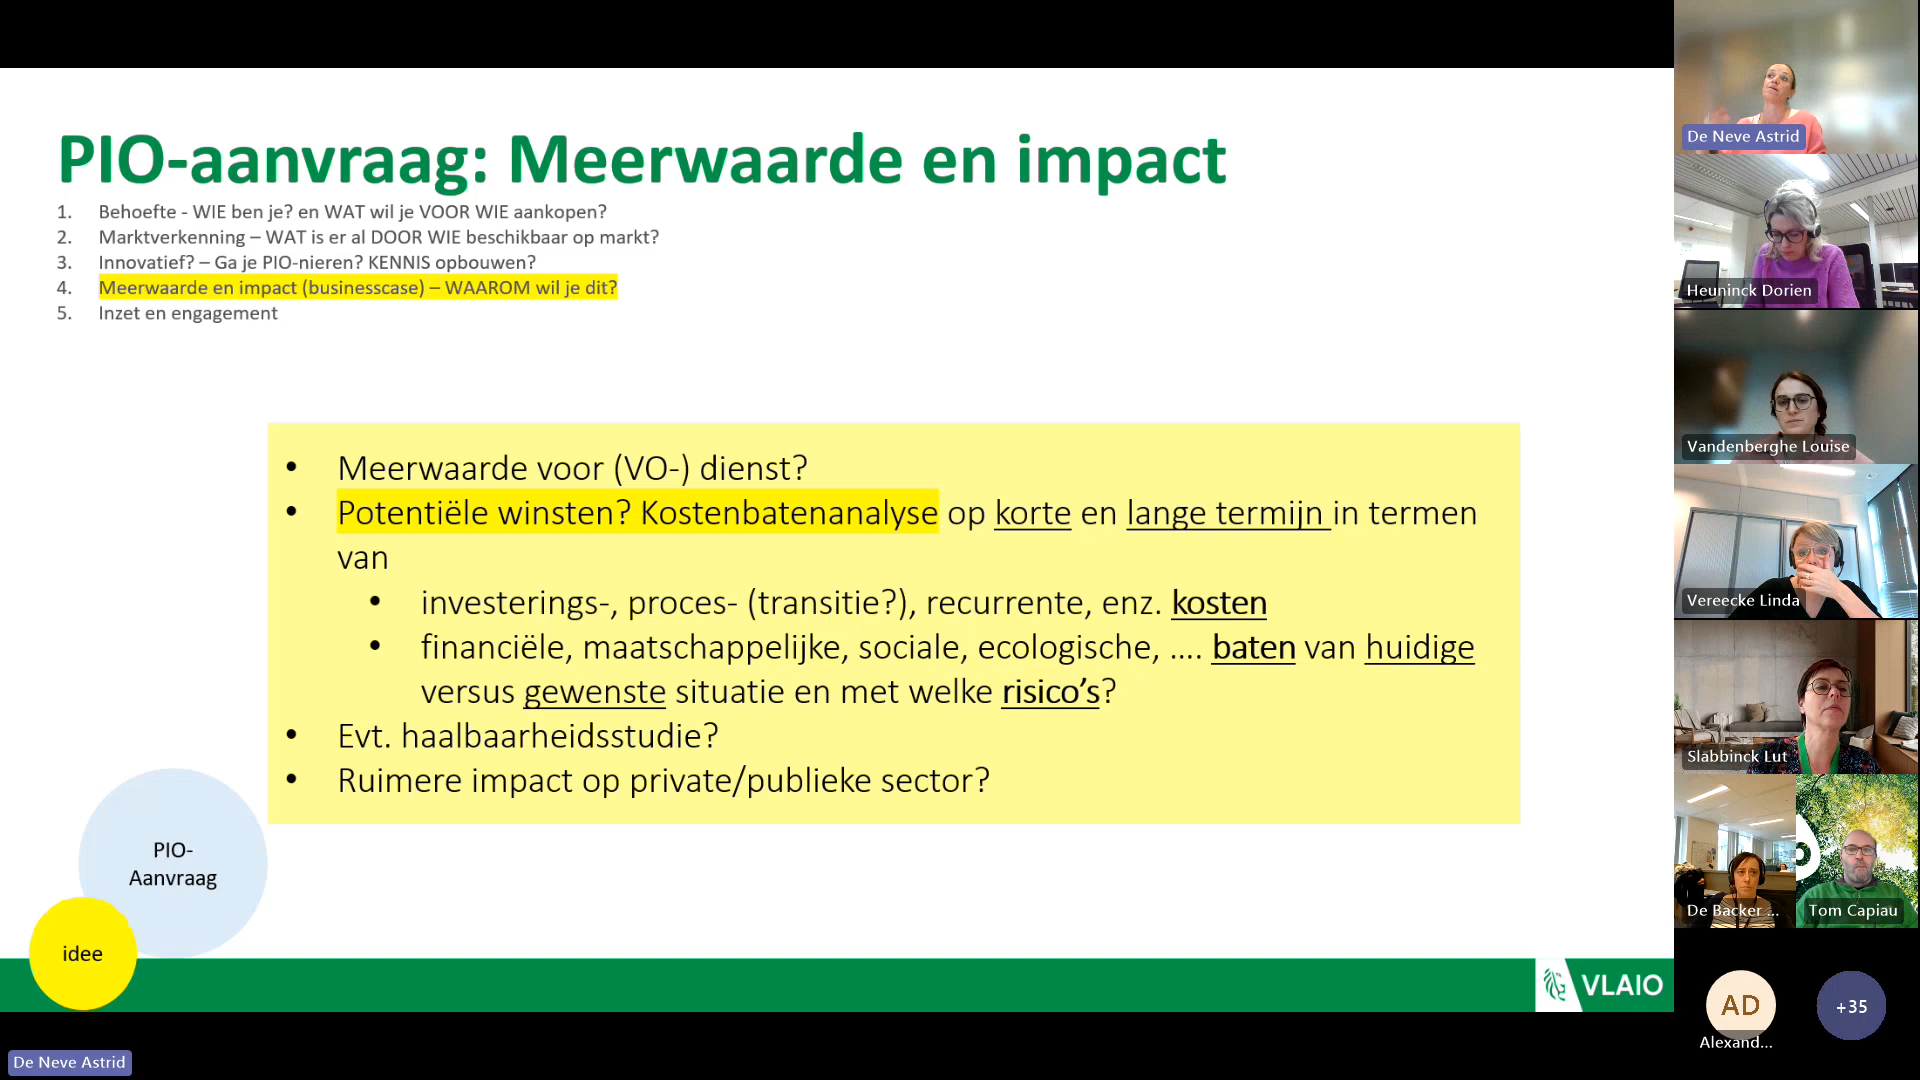 PIO-aanvraag: Meerwaarde en impact
1. Behoefte - WIE ben je? en WAT wil je VOOR WIE aankopen?
2. Marktverkenning – WAT is er al DOOR WIE beschikbaar op markt?
3. Innovatief? – Ga je PIO-nieren? KENNIS opbouwen?
4. Meerwaarde en impact (businesscase) – WAAROM wil je dit?
5. Inzet en engagement
• Meerwaarde voor (VO-) dienst?
• Potentiële winsten? Kostenbatenanalyse op korte en lange termijn in termen
van
• investerings-, proces- (transitie?), recurrente, enz. kosten
• financiële, maatschappelijke, sociale, ecologische, .... baten van huidige
versus gewenste situatie en met welke risico’s?
• Evt. haalbaarheidsstudie?
• Ruimere impact op private/publieke sector?
PIO-
Aanvraag
idee
VLAIO
De Neve Astrid
De Neve Astrid
Heuninck Dorien
Vandenberghe Louise
Vereecke Linda
Slabbinck Lut
De Backer ...
Tom Capiau
AD
Alexand...
+35